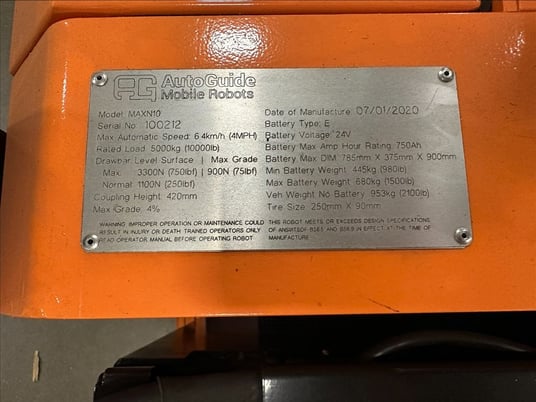 AG AutoGuide
Mobile Robots
Model: MAXN10
Serial No: 100212
Max Automatic Speed: 6.4km/h (4MPH)
Rated Load: 5000kg (10000lb)
Drawbar Level Surface | Max Grade
Max: 3300N (750lbf) | 900N (75lbf)
Normal: 1100N (250lbf)
Coupling Height: 420mm
Max Grade: 4%
Date of Manufacture: 07/01/2020
Battery Type: E
Battery Voltage: 24V
Battery Max Amp Hour Rating: 750Ah
Battery Max DIM: 785mm X 375mm X 900mm
Min Battery Weight: 445kg (980lb)
Max Battery Weight: 680kg (1500lb)
Veh Weight No Battery: 953kg (2100lb)
Tire Size: 250mm X 90mm
WARNING: IMPROPER OPERATION OR MAINTENANCE COULD
RESULT IN INJURY OR DEATH. TRAINED OPERATORS ONLY
READ OPERATOR MANUAL BEFORE OPERATING ROBOT
THIS ROBOT MEETS OR EXCEEDS DESIGN SPECIFICATIONS
OF ANSI/ITSDF B56.5 AND B56.9 IN EFFECT AT THE TIME OF
MANUFACTURE.